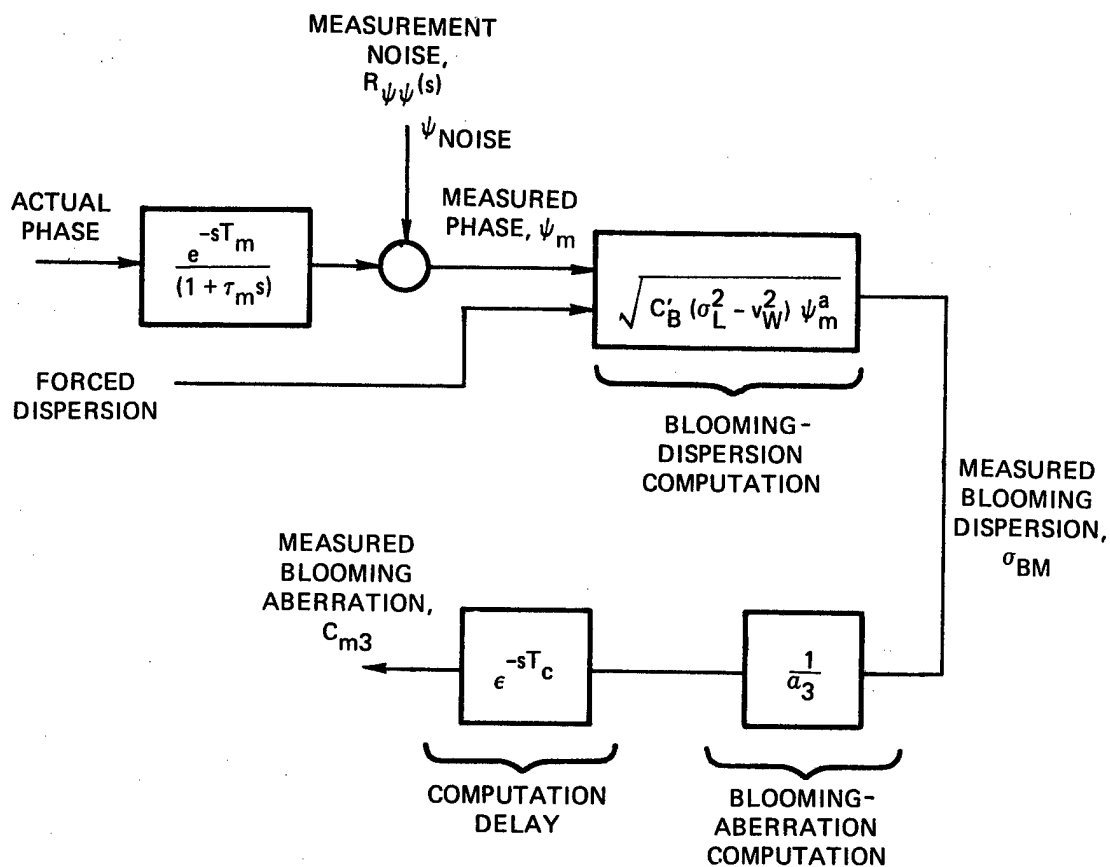 MEASUREMENT
NOISE,
R_ψψ(s)
ψ_NOISE
ACTUAL
PHASE
e^-sT_m
(1 + τ_m s)
MEASURED
PHASE, ψ_m
√C'_B (σ_L^2 - v_W^2) ψ_m^a
FORCED
DISPERSION
BLOOMING-
DISPERSION
COMPUTATION
MEASURED
BLOOMING
DISPERSION,
σ_BM
MEASURED
BLOOMING
ABERRATION,
C_m3
ϵ^-sT_c
1
a_3
COMPUTATION
DELAY
BLOOMING-
ABERRATION
COMPUTATION